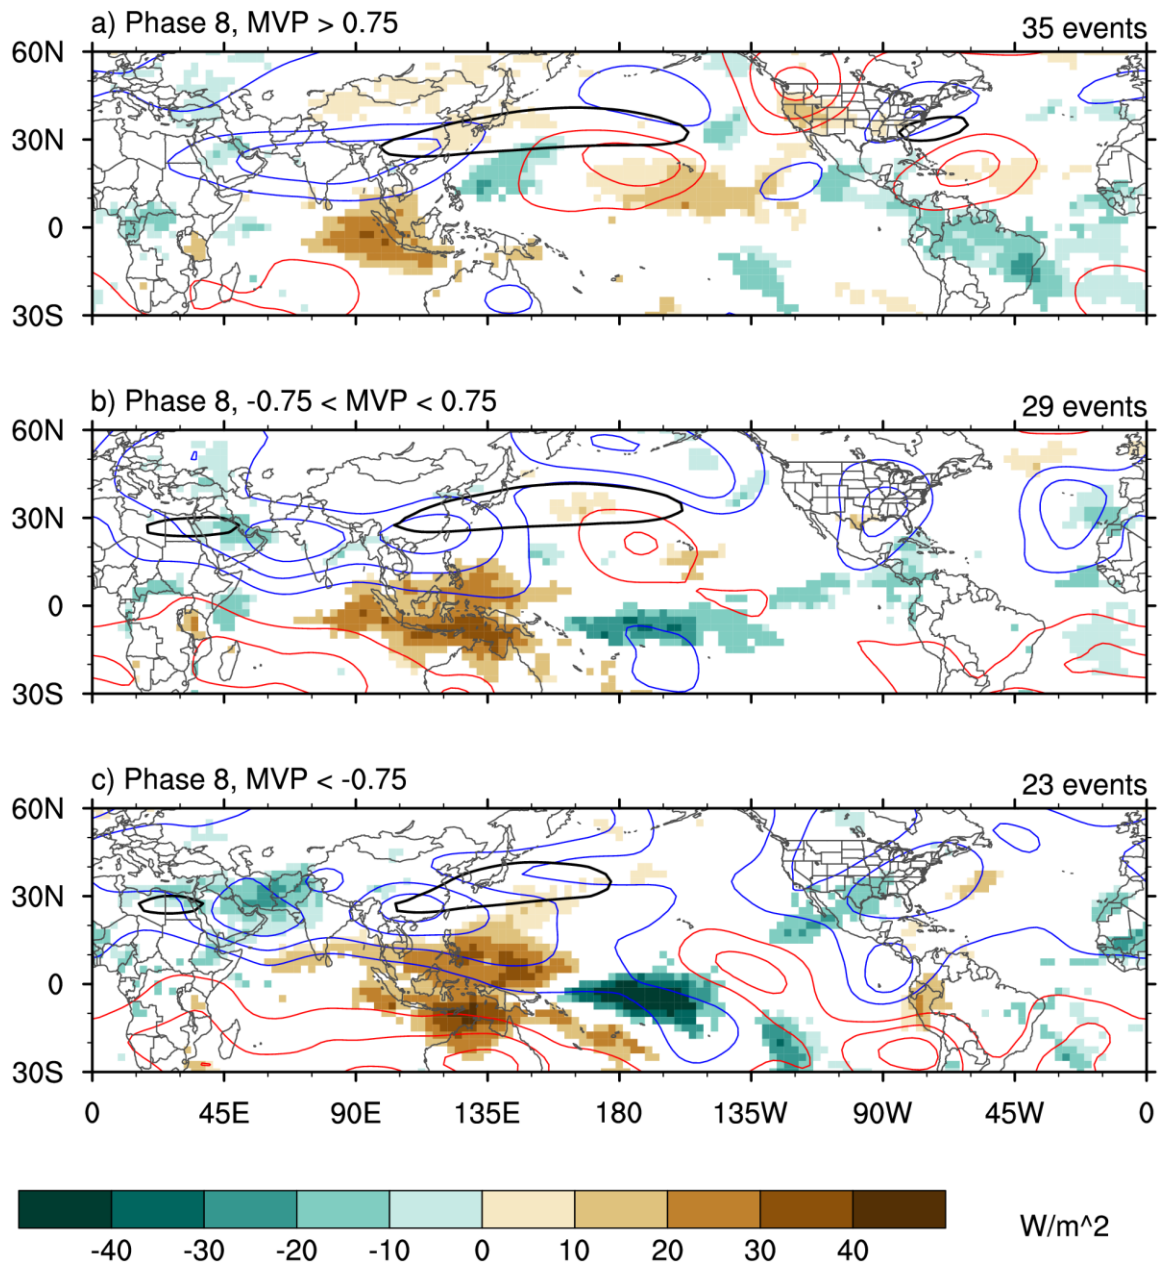 a) Phase 8, MVP > 0.75
35 events
60N
30N
0
30S
b) Phase 8, -0.75 < MVP < 0.75
29 events
60N
30N
0
30S
c) Phase 8, MVP < -0.75
23 events
60N
30N
0
30S
0 45E 90E 135E 180 135W 90W 45W 0
-40 -30 -20 -10 0 10 20 30 40
W/m^2